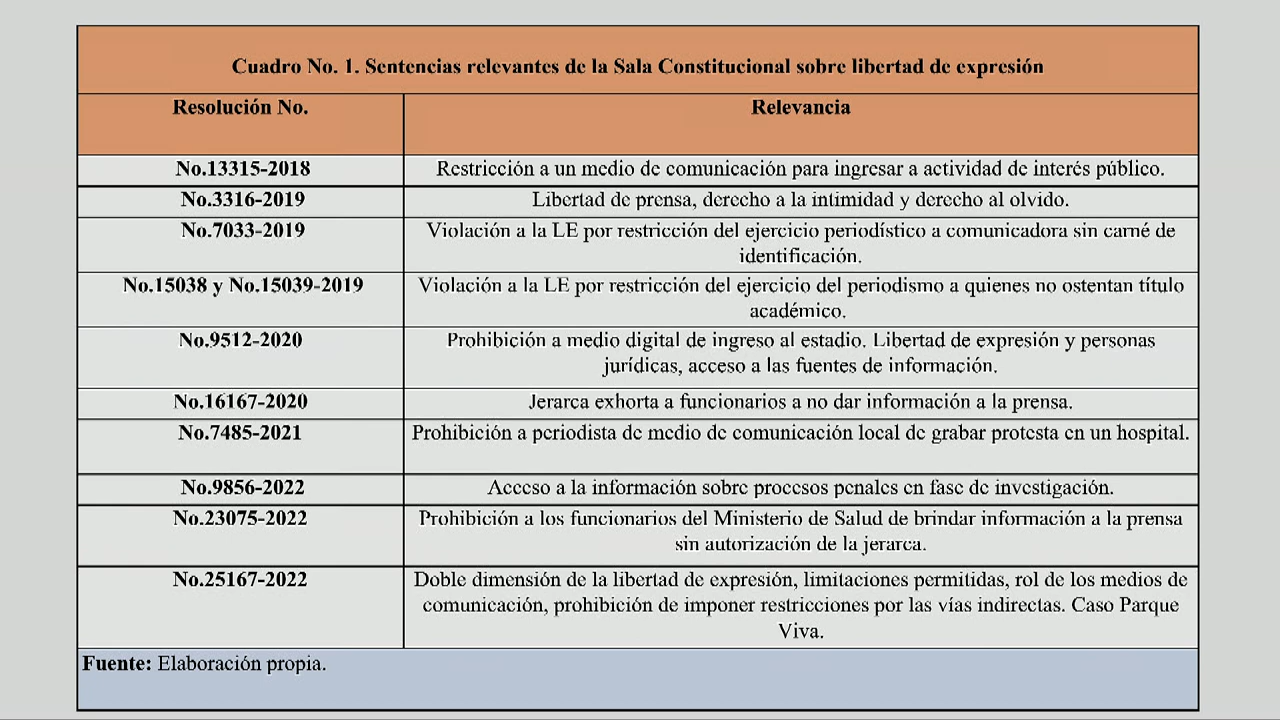 Cuadro No. 1. Sentencias relevantes de la Sala Constitucional sobre libertad de expresión
Resolución No.
Relevancia
No.13315-2018
Restricción a un medio de comunicación para ingresar a actividad de interés público.
No.3316-2019
Libertad de prensa, derecho a la intimidad y derecho al olvido.
No.7033-2019
Violación a la LE por restricción del ejercicio periodístico a comunicadora sin carné de
identificación.
No.15038 y No.15039-2019
Violación a la LE por restricción del ejercicio del periodismo a quienes no ostentan título
académico.
No.9512-2020
Prohibición a medio digital de ingreso al estadio. Libertad de expresión y personas
jurídicas, acceso a las fuentes de información.
No.16167-2020
Jerarca exhorta a funcionarios a no dar información a la prensa.
No.7485-2021
Prohibición a periodista de medio de comunicación local de grabar protesta en un hospital.
No.9856-2022
Acceso a la información sobre procesos penales en fase de investigación.
No.23075-2022
Prohibición a los funcionarios del Ministerio de Salud de brindar información a la prensa
sin autorización de la jerarca.
No.25167-2022
Doble dimensión de la libertad de expresión, limitaciones permitidas, rol de los medios de
comunicación, prohibición de imponer restricciones por las vías indirectas. Caso Parque
Viva.
Fuente: Elaboración propia.